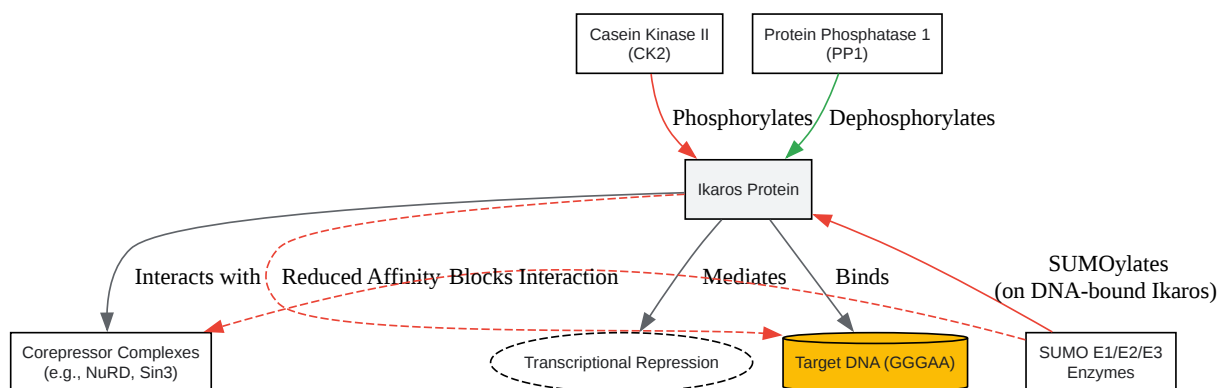 Casein Kinase II
(CK2)
Protein Phosphatase 1
(PP1)
Phosphorylates
Dephosphorylates
Ikaros Protein
Interacts with
Reduced Affinity
Blocks Interaction
Mediates
Binds
SUMOylates
(on DNA-bound Ikaros)
Corepressor Complexes
(e.g., NuRD, Sin3)
Transcriptional Repression
Target DNA (GGGAA)
SUMO E1/E2/E3
Enzymes